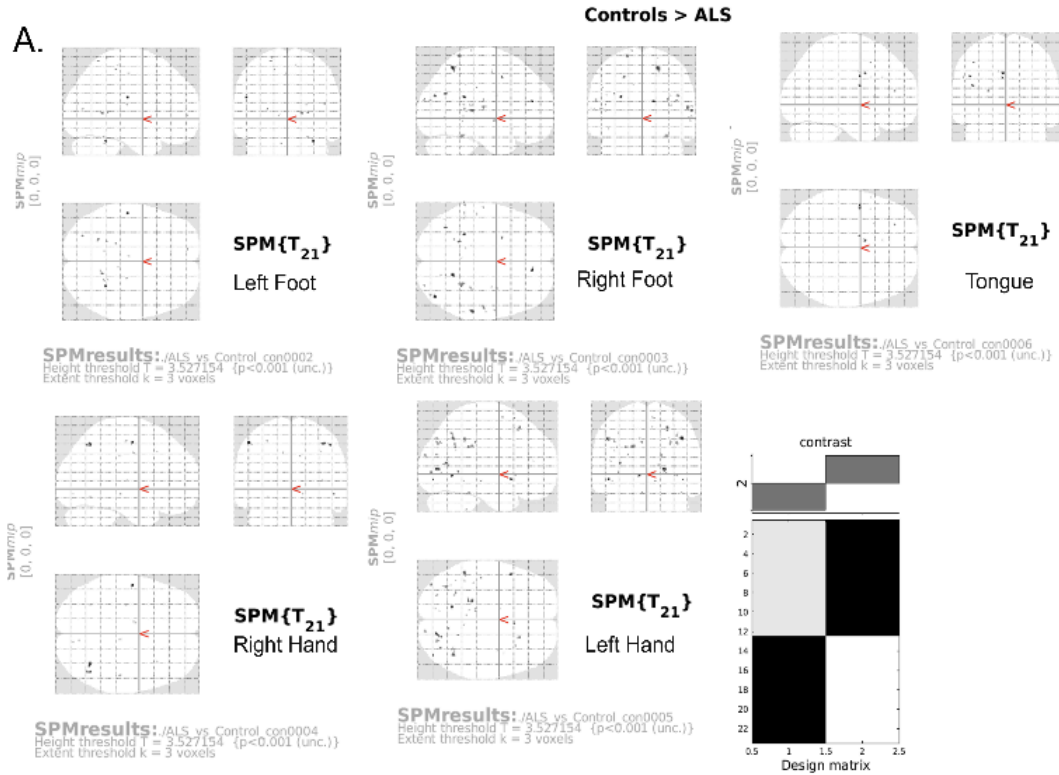 Controls > ALS
A.
SPMmip
[0, 0, 0]
SPM{T21}
Left Foot
SPMresults: ./ALS_vs_Control_con0002
Height threshold T = 3.527154 {p<0.001 (unc.)}
Extent threshold k = 3 voxels
SPMmip
[0, 0, 0]
SPM{T21}
Right Foot
SPMresults: ./ALS_vs_Control_con0003
Height threshold T = 3.527154 {p<0.001 (unc.)}
Extent threshold k = 3 voxels
SPMmip
[0, 0, 0]
SPM{T21}
Tongue
SPMresults: ./ALS_vs_Control_con0006
Height threshold T = 3.527154 {p<0.001 (unc.)}
Extent threshold k = 3 voxels
SPMmip
[0, 0, 0]
SPM{T21}
Right Hand
SPMresults: ./ALS_vs_Control_con0004
Height threshold T = 3.527154 {p<0.001 (unc.)}
Extent threshold k = 3 voxels
SPMmip
[0, 0, 0]
SPM{T21}
Left Hand
SPMresults: ./ALS_vs_Control_con0005
Height threshold T = 3.527154 {p<0.001 (unc.)}
Extent threshold k = 3 voxels
contrast
2
2
4
6
8
10
12
14
16
18
20
22
0.5 1 1.5 2 2.5
Design matrix